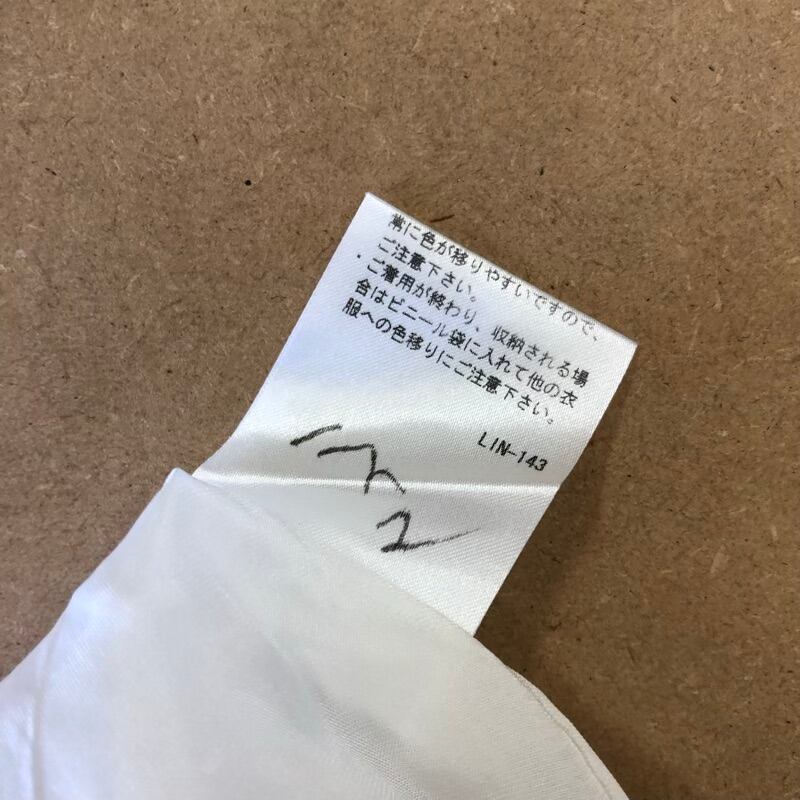 常に色が移りやすいですので、
ご注意下さい。
・ご着用が終わり、収納される場
合はビニール袋に入れて他の衣
服への色移りにご注意下さい。
LIN-143